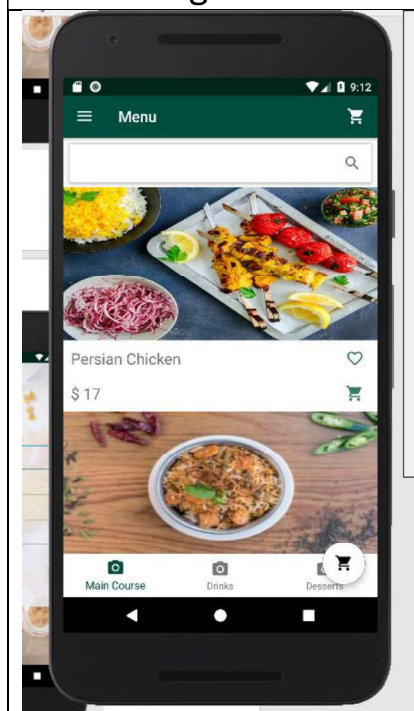 9:12
Menu
Persian Chicken
$ 17
Main Course
Drinks
Desserts